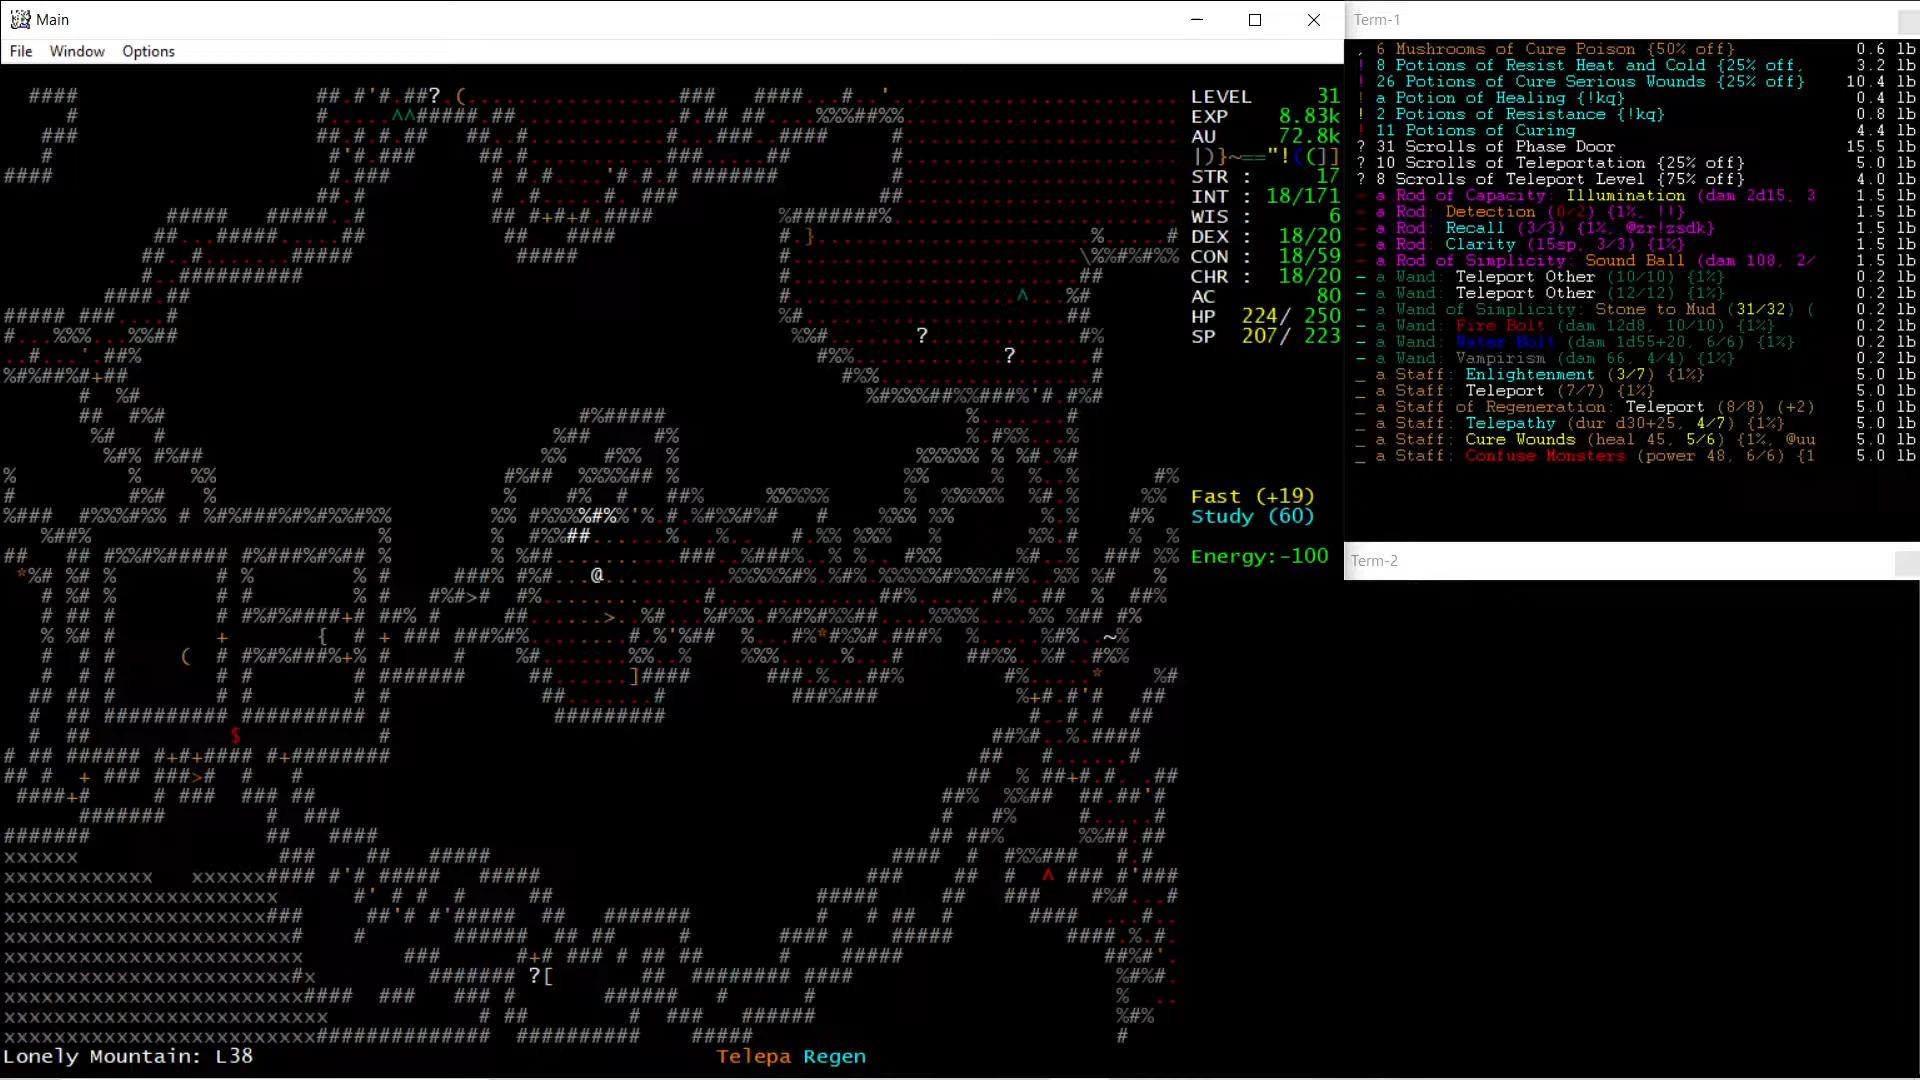 Main
File Window Options
LEVEL 31
EXP 8.83k
AU 72.8k
|)}~=="!((]]
STR : 17
INT : 18/171
WIS : 6
DEX : 18/20
CON : 18/59
CHR : 18/20
AC 80
HP 224/ 250
SP 207/ 223
Fast (+19)
Study (60)
Energy:-100
Lonely Mountain: L38
Telepa Regen
Term-1
, 6 Mushrooms of Cure Poison {50% off} 0.6 lb
! 8 Potions of Resist Heat and Cold {25% off, 3.2 lb
! 26 Potions of Cure Serious Wounds {25% off} 10.4 lb
! a Potion of Healing {!kq} 0.4 lb
! 2 Potions of Resistance {!kq} 0.8 lb
! 11 Potions of Curing 4.4 lb
? 31 Scrolls of Phase Door 15.5 lb
? 10 Scrolls of Teleportation {25% off} 5.0 lb
? 8 Scrolls of Teleport Level {75% off} 4.0 lb
- a Rod of Capacity: Illumination (dam 2d15, 3 1.5 lb
- a Rod: Detection (0/2) {1%, !!} 1.5 lb
- a Rod: Recall (3/3) {1%, @zr!zsdk} 1.5 lb
- a Rod: Clarity (15sp, 3/3) {1%} 1.5 lb
- a Rod of Simplicity: Sound Ball (dam 108, 2/ 1.5 lb
- a Wand: Teleport Other (10/10) {1%} 0.2 lb
- a Wand: Teleport Other (12/12) {1%} 0.2 lb
- a Wand of Simplicity: Stone to Mud (31/32) ( 0.2 lb
- a Wand: Fire Bolt (dam 12d8, 10/10) {1%} 0.2 lb
- a Wand: Water Bolt (dam 1d55+20, 6/6) {1%} 0.2 lb
- a Wand: Vampirism (dam 66, 4/4) {1%} 0.2 lb
_ a Staff: Enlightenment (3/7) {1%} 5.0 lb
_ a Staff: Teleport (7/7) {1%} 5.0 lb
_ a Staff of Regeneration: Teleport (8/8) (+2) 5.0 lb
_ a Staff: Telepathy (dur d30+25, 4/7) {1%} 5.0 lb
_ a Staff: Cure Wounds (heal 45, 5/6) {1%, @uu 5.0 lb
_ a Staff: Confuse Monsters (power 48, 6/6) {1 5.0 lb
Term-2